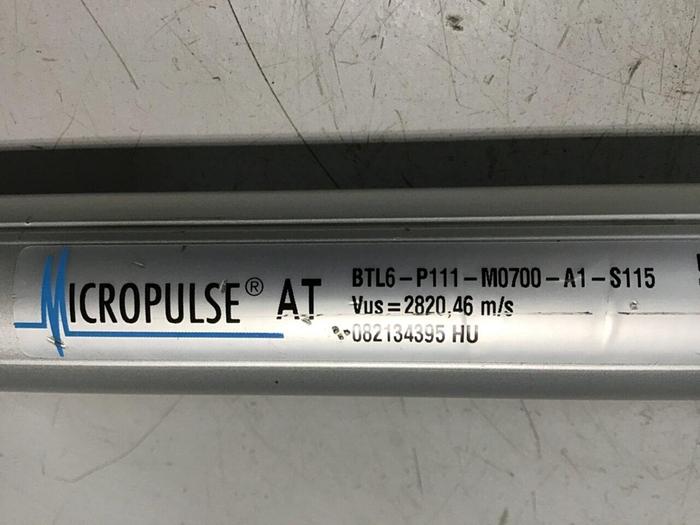 MICROPULSE® AT
BTL6-P111-M0700-A1-S115
Vus=2820,46 m/s
082134395 HU